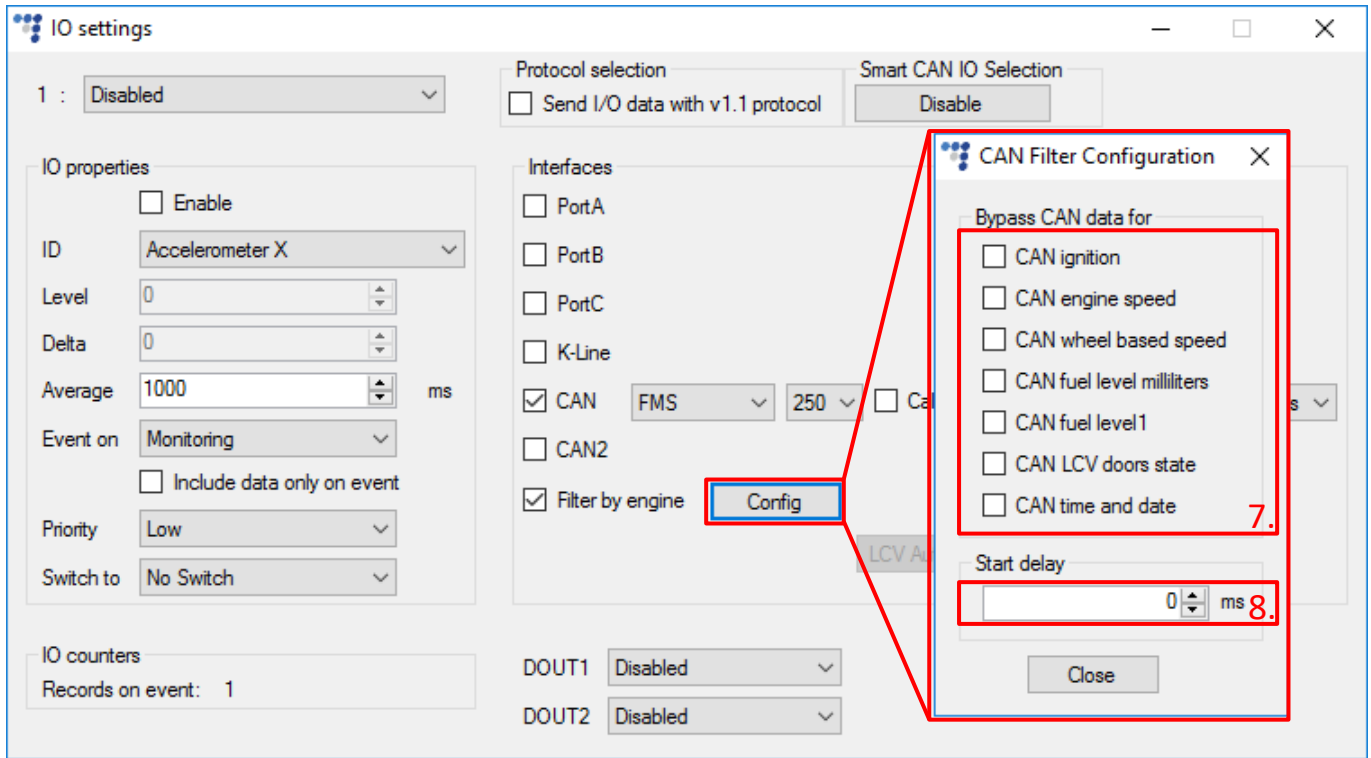 IO settings
1 : Disabled
Protocol selection
Send I/O data with v1.1 protocol
Smart CAN IO Selection
Disable
IO properties
Enable
ID Accelerometer X
Level 0
Delta 0
Average 1000 ms
Event on Monitoring
Include data only on event
Priority Low
Switch to No Switch
IO counters
Records on event: 1
Interfaces
PortA
PortB
PortC
K-Line
CAN FMS 250 Cal
CAN2
Filter by engine Config
LCV Au
DOUT1 Disabled
DOUT2 Disabled
CAN Filter Configuration
Bypass CAN data for
CAN ignition
CAN engine speed
CAN wheel based speed
CAN fuel level milliliters
CAN fuel level1
CAN LCV doors state
CAN time and date
7.
Start delay
0 ms
8.
Close